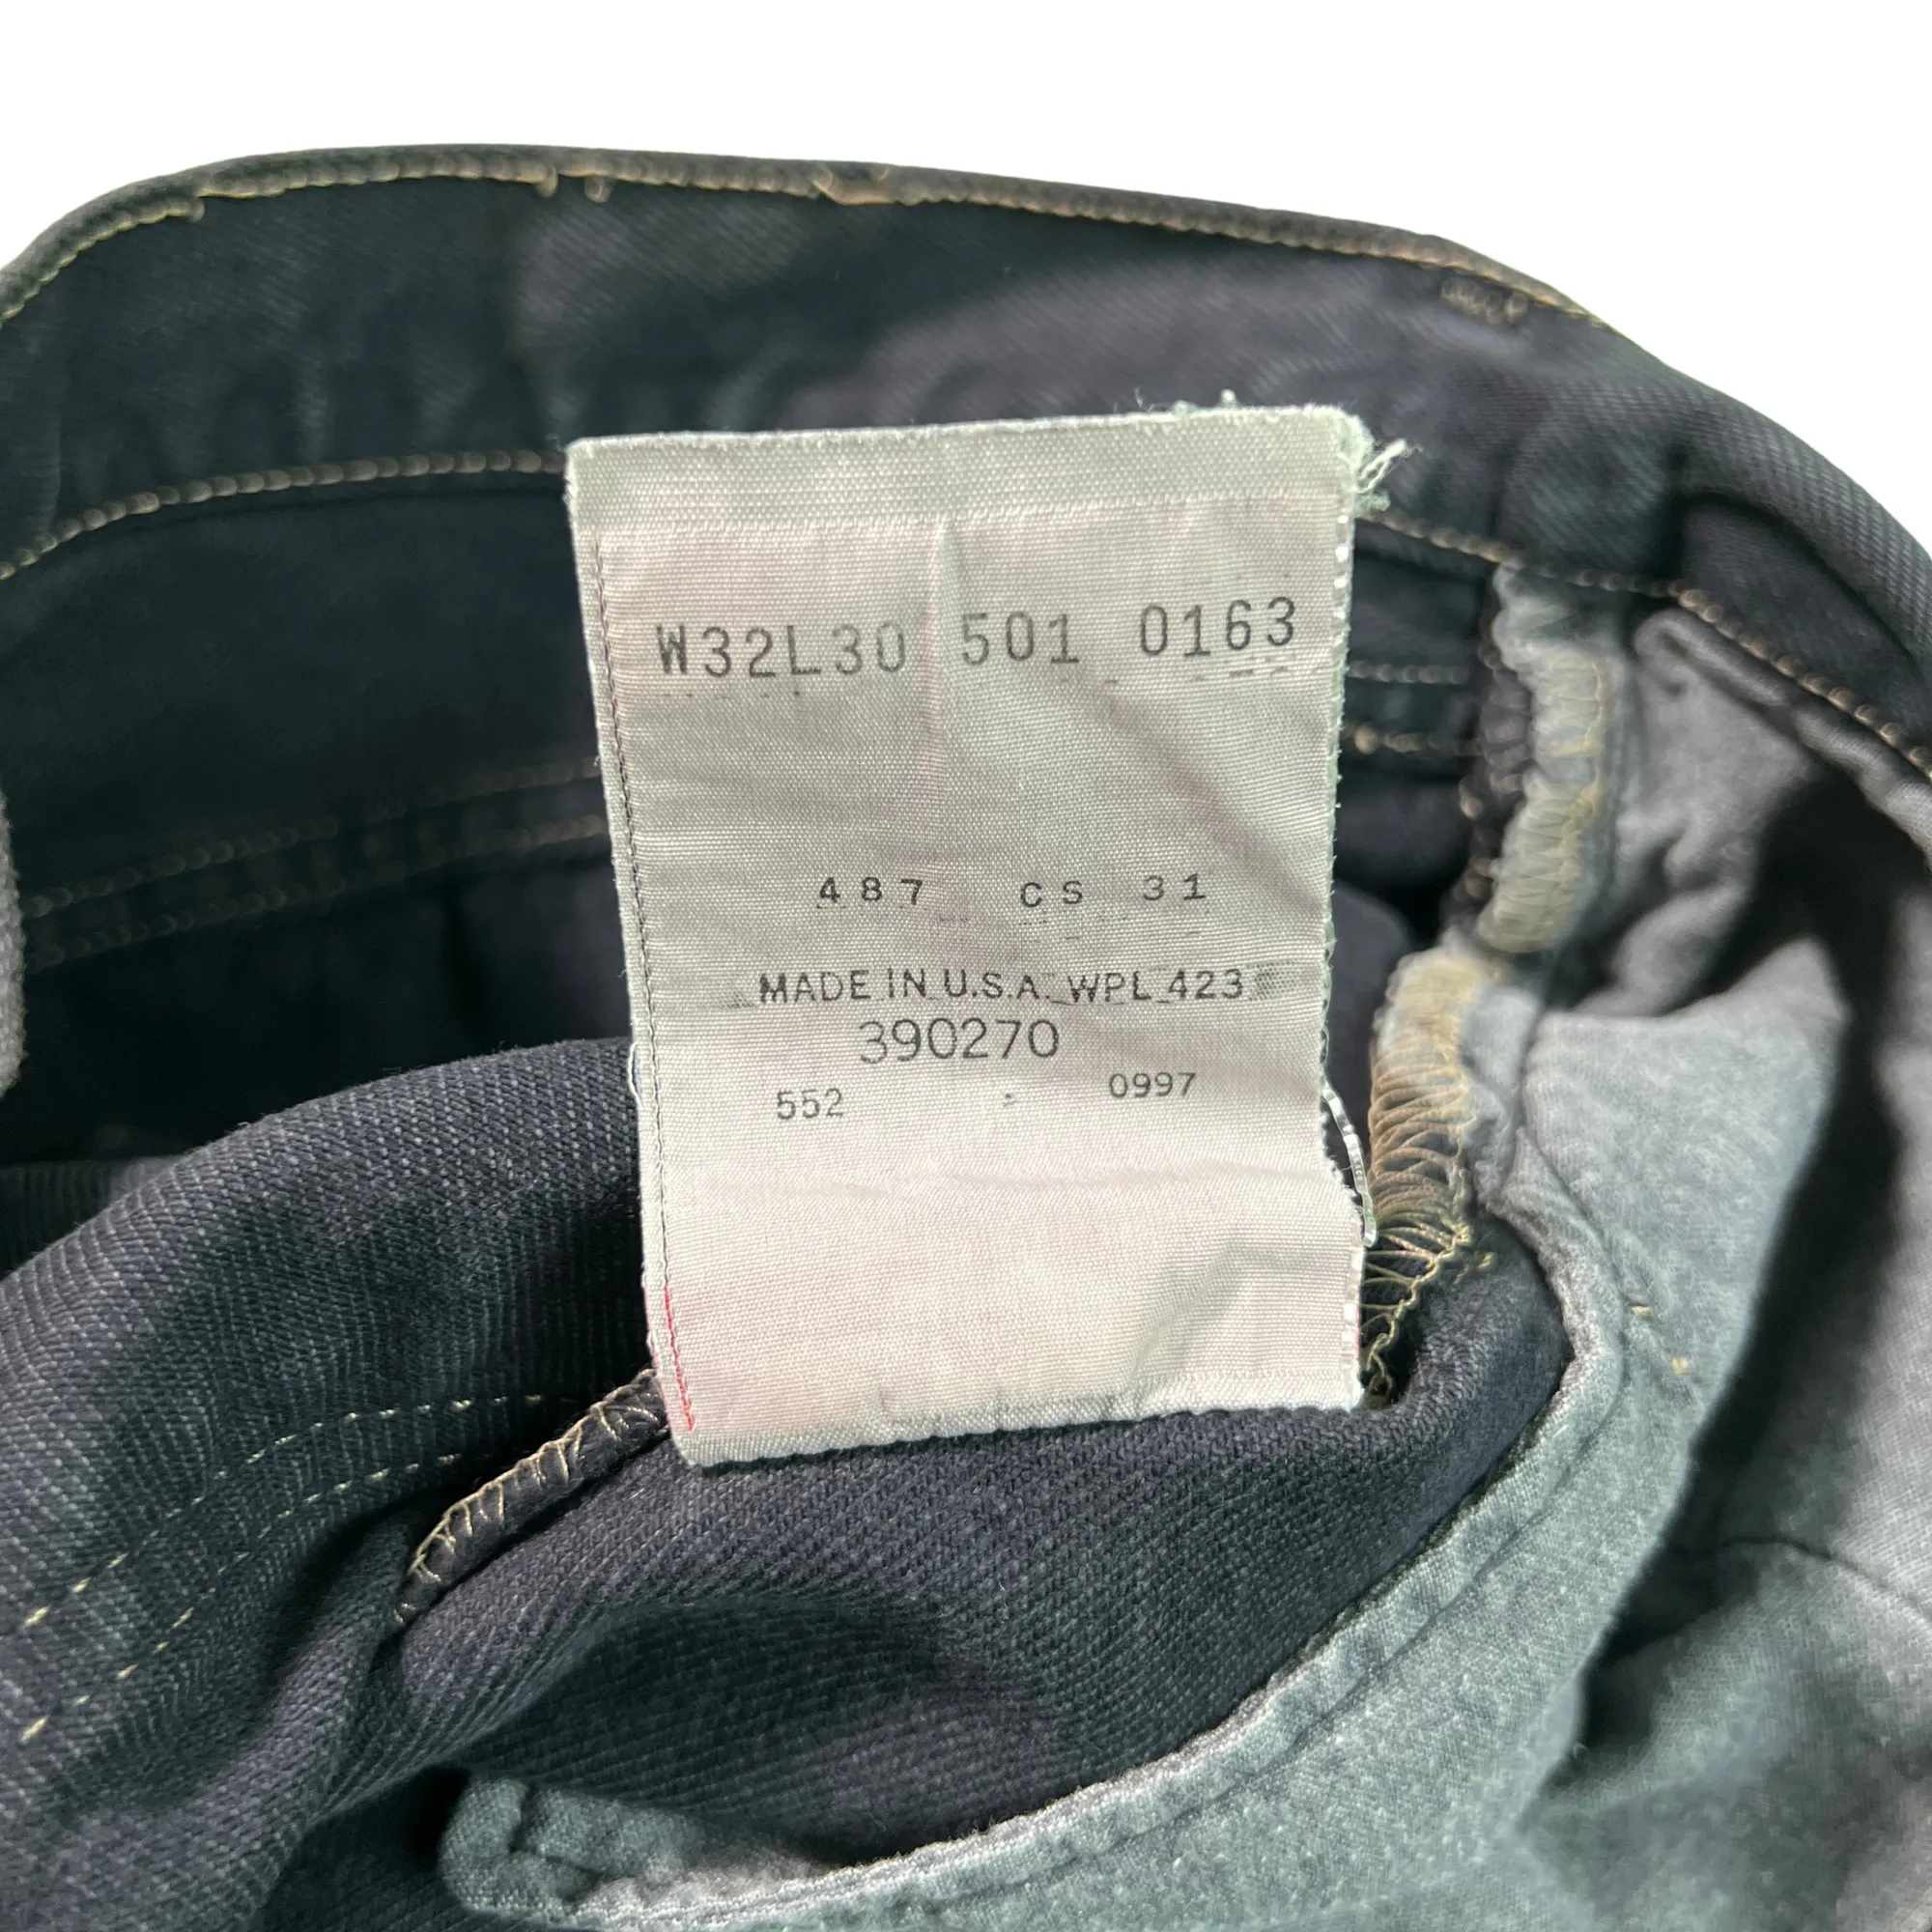 W32L30 501 0163
487 CS 31
MADE IN U.S.A. WPL 423
390270
552 0997